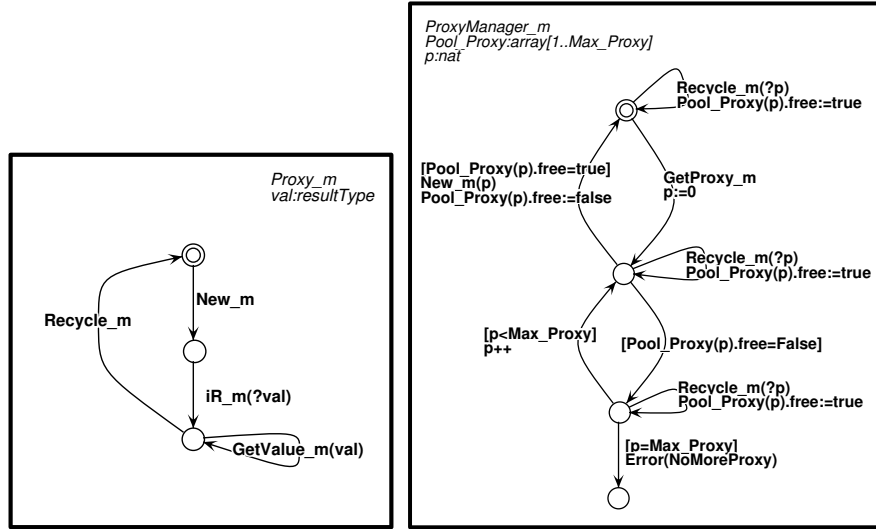 Proxy_m
val:resultType
New_m
Recycle_m
iR_m(?val)
GetValue_m(val)
ProxyManager_m
Pool_Proxy:array[1..Max_Proxy]
p:nat
Recycle_m(?p)
Pool_Proxy(p).free:=true
[Pool_Proxy(p).free=true]
New_m(p)
Pool_Proxy(p).free:=false
GetProxy_m
p:=0
Recycle_m(?p)
Pool_Proxy(p).free:=true
[p<Max_Proxy]
p++
[Pool_Proxy(p).free=False]
Recycle_m(?p)
Pool_Proxy(p).free:=true
[p=Max_Proxy]
Error(NoMoreProxy)